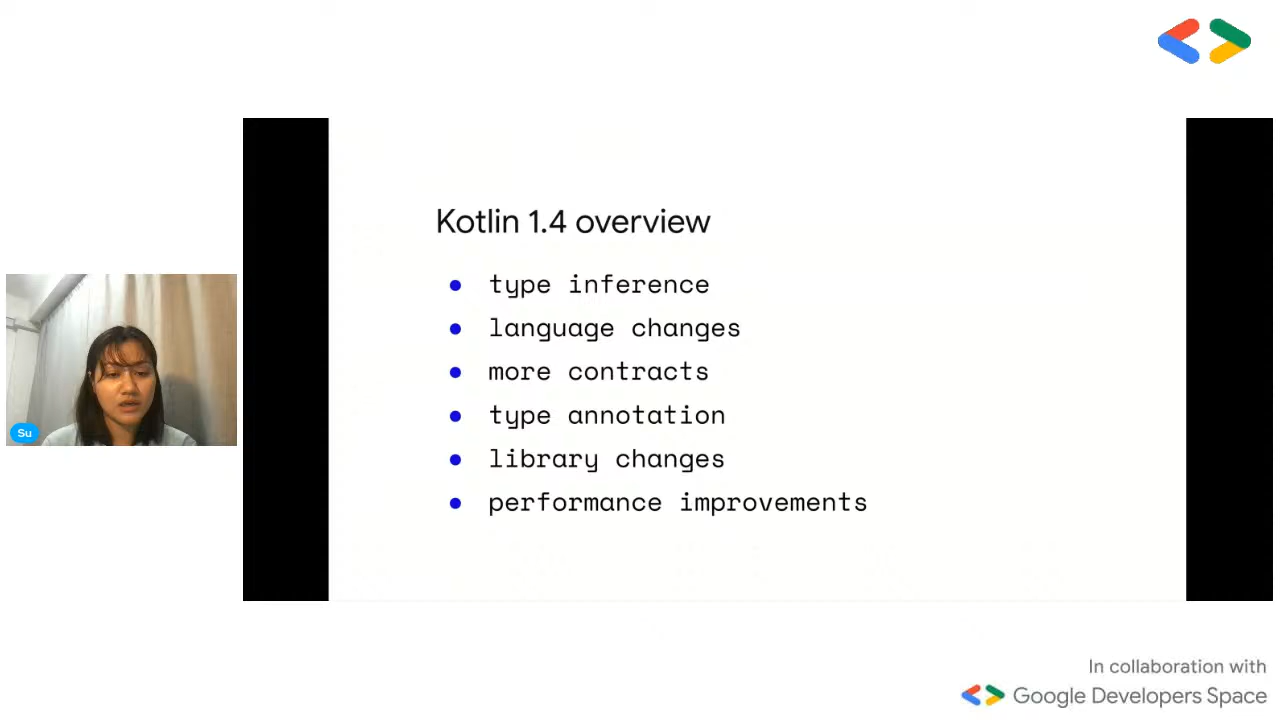 Kotlin 1.4 overview
type inference
language changes
more contracts
type annotation
library changes
performance improvements
Su
In collaboration with
Google Developers Space